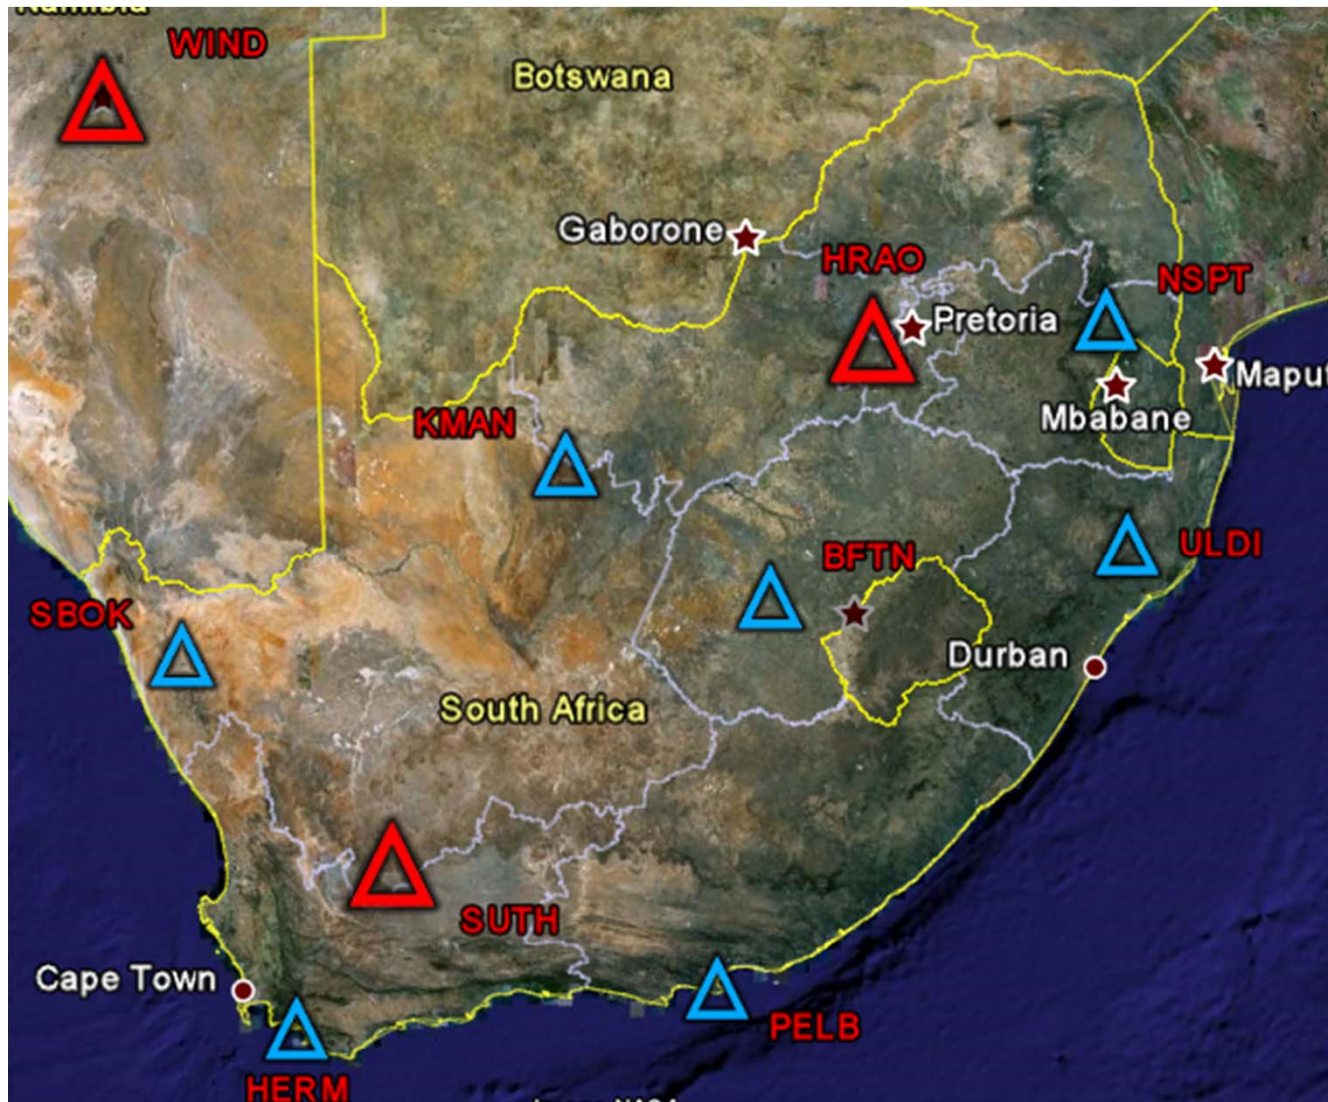 Namibia
WIND
Botswana
Gaborone
HRAO
NSPT
Pretoria
Maput
Mbabane
KMAN
BFTN
ULDI
SBOK
Durban
South Africa
SUTH
Cape Town
PELB
HERM